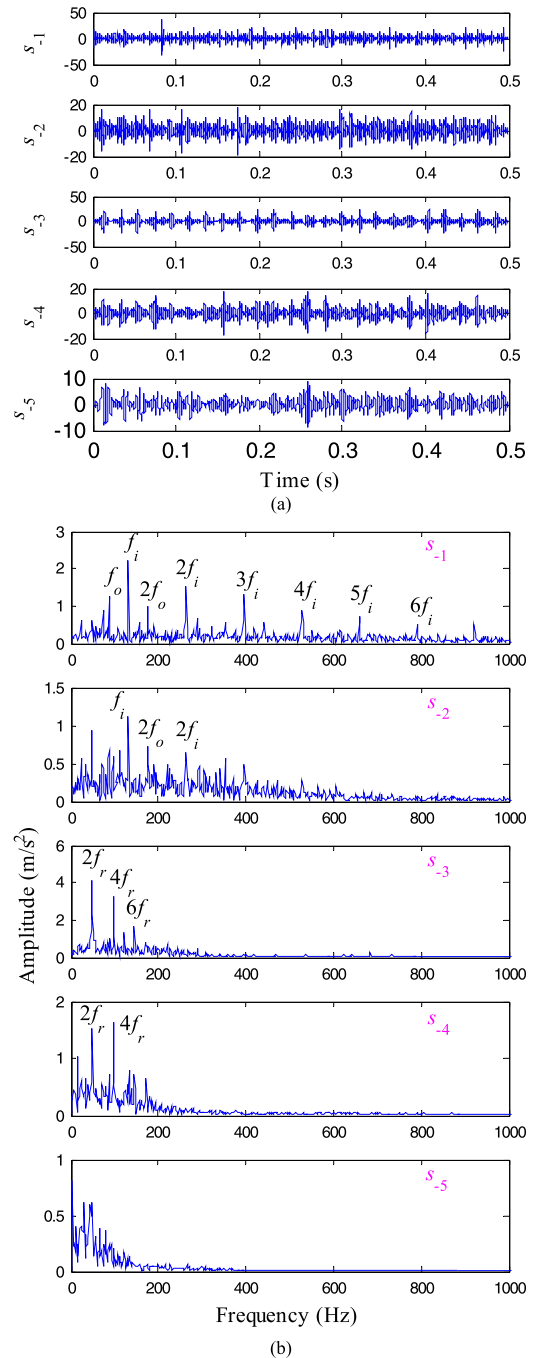 50
0
-50
s-1
0 0.1 0.2 0.3 0.4 0.5
20
0
-20
s-2
0 0.1 0.2 0.3 0.4 0.5
50
0
-50
s-3
0 0.1 0.2 0.3 0.4 0.5
20
0
-20
s-4
0 0.1 0.2 0.3 0.4 0.5
10
0
-10
s-5
0 0.1 0.2 0.3 0.4 0.5
Time (s)
(a)
3
2
1
0
fo fi 2fo 2fi 3fi 4fi 5fi 6fi
s-1
0 200 400 600 800 1000
1.5
1
0.5
0
fi 2fo 2fi
s-2
0 200 400 600 800 1000
6
4
2
0
2fr 4fr 6fr
s-3
0 200 400 600 800 1000
2
1
0
2fr 4fr
s-4
0 200 400 600 800 1000
1
0.5
0
s-5
0 200 400 600 800 1000
Amplitude (m/s²)
Frequency (Hz)
(b)